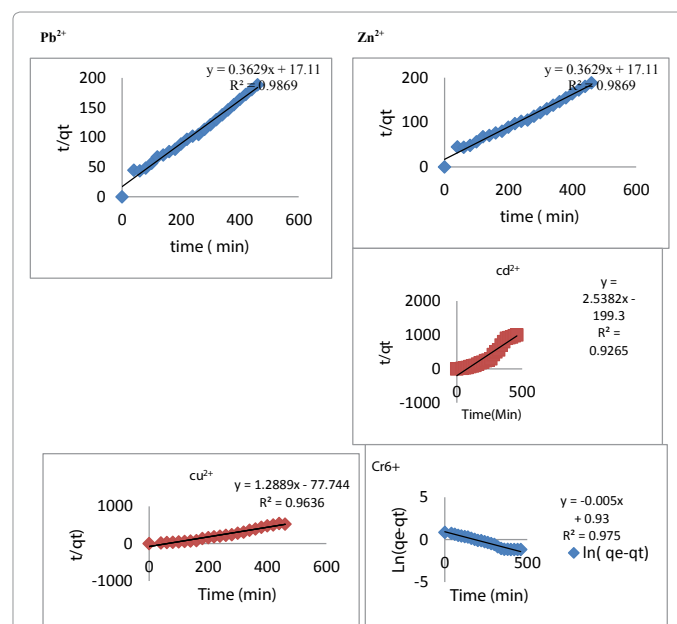 Pb²⁺
Zn²⁺
y = 0.3629x + 17.11
R² = 0.9869
200
150
100
50
0
t/qt
0 200 400 600
time ( min)
y = 0.3629x + 17.11
R² = 0.9869
200
100
0
t/qt
0 200 400 600
time ( min)
cd²⁺
y =
2.5382x -
199.3
R² =
0.9265
2000
1000
0
-1000
t/qt
0 500
Time(Min)
cu²⁺
y = 1.2889x - 77.744
R² = 0.9636
1000
0
-1000
t/qt)
0 200 400 600
Time (min)
Cr6+
y = -0.005x
+ 0.93
R² = 0.975
ln( qe-qt)
5
0
-5
Ln(qe-qt)
0 500
Time (min)